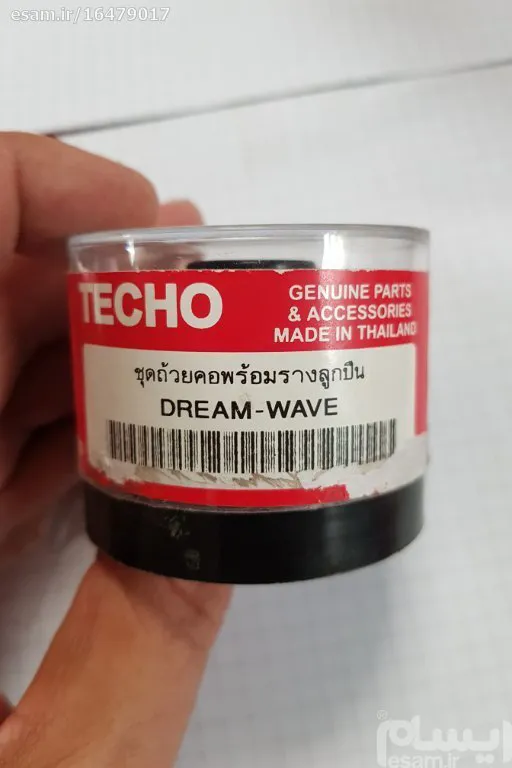 esam.ir/16479017
TECHO
GENUINE PARTS
& ACCESSORIES
MADE IN THAILAND
ชุดถ้วยคอพร้อมรางลูกปืน
DREAM-WAVE
ایسام
esam.ir